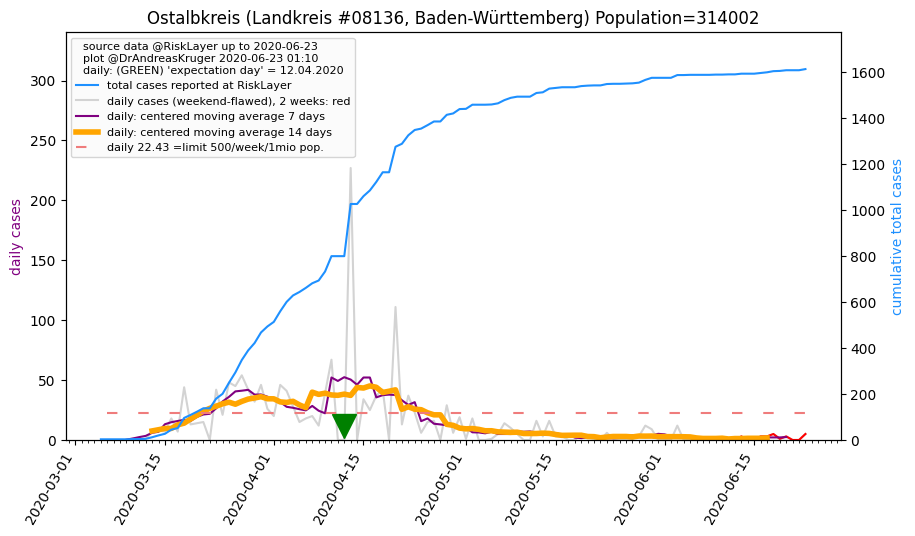 Ostalbkreis (Landkreis #08136, Baden-Württemberg) Population=314002
source data @RiskLayer up to 2020-06-23
plot @DrAndreasKruger 2020-06-23 01:10
daily: (GREEN) 'expectation day' = 12.04.2020
total cases reported at RiskLayer
daily cases (weekend-flawed), 2 weeks: red
daily: centered moving average 7 days
daily: centered moving average 14 days
daily 22.43 =limit 500/week/1mio pop.
daily cases
300
250
200
150
100
50
0
1600
1400
1200
1000
800
600
400
200
0
cumulative total cases
2020-03-01
2020-03-15
2020-04-01
2020-04-15
2020-05-01
2020-05-15
2020-06-01
2020-06-15